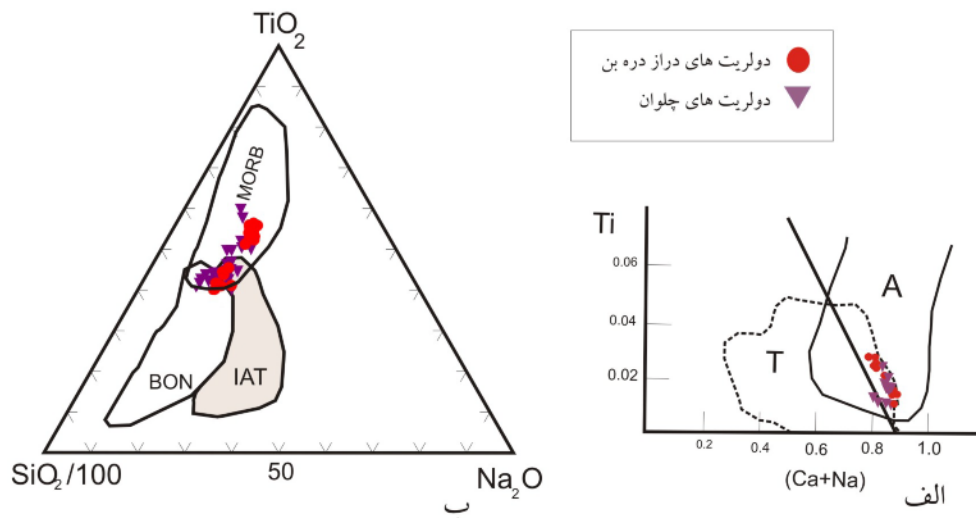 TiO2
MORB
BON
IAT
SiO2/100
50
Na2O
ب
دولریت های دراز دره بن
دولریت های چلوان
Ti
0.06
0.04
0.02
A
T
0.2 0.4 0.6 0.8 1.0
(Ca+Na)
الف